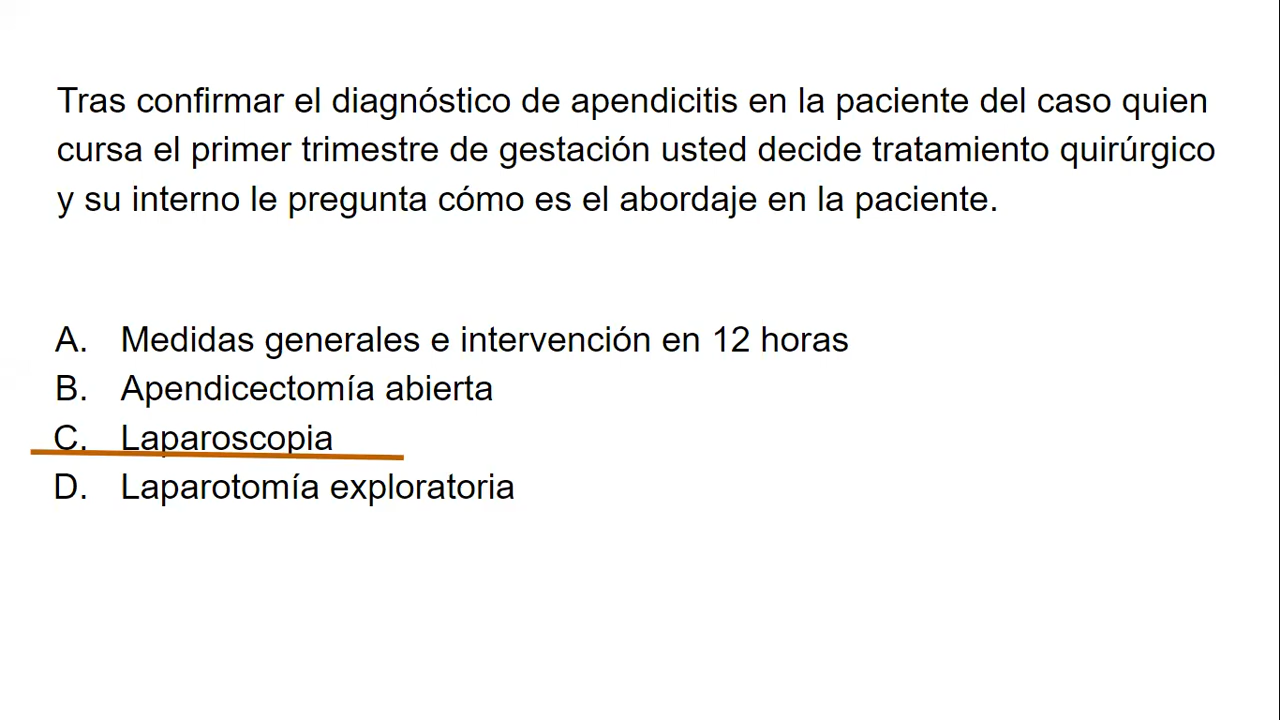 Tras confirmar el diagnóstico de apendicitis en la paciente del caso quien
cursa el primer trimestre de gestación usted decide tratamiento quirúrgico
y su interno le pregunta cómo es el abordaje en la paciente.
A. Medidas generales e intervención en 12 horas
B. Apendicectomía abierta
C. Laparoscopia
D. Laparotomía exploratoria